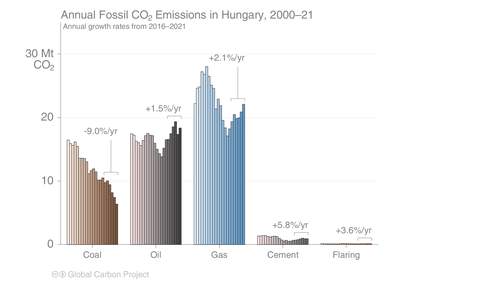 Annual Fossil CO₂ Emissions in Hungary, 2000–21
Annual growth rates from 2016–2021
30 Mt
CO₂
20
10
0
-9.0%/yr
+1.5%/yr
+2.1%/yr
+5.8%/yr
+3.6%/yr
Coal
Oil
Gas
Cement
Flaring
Global Carbon Project